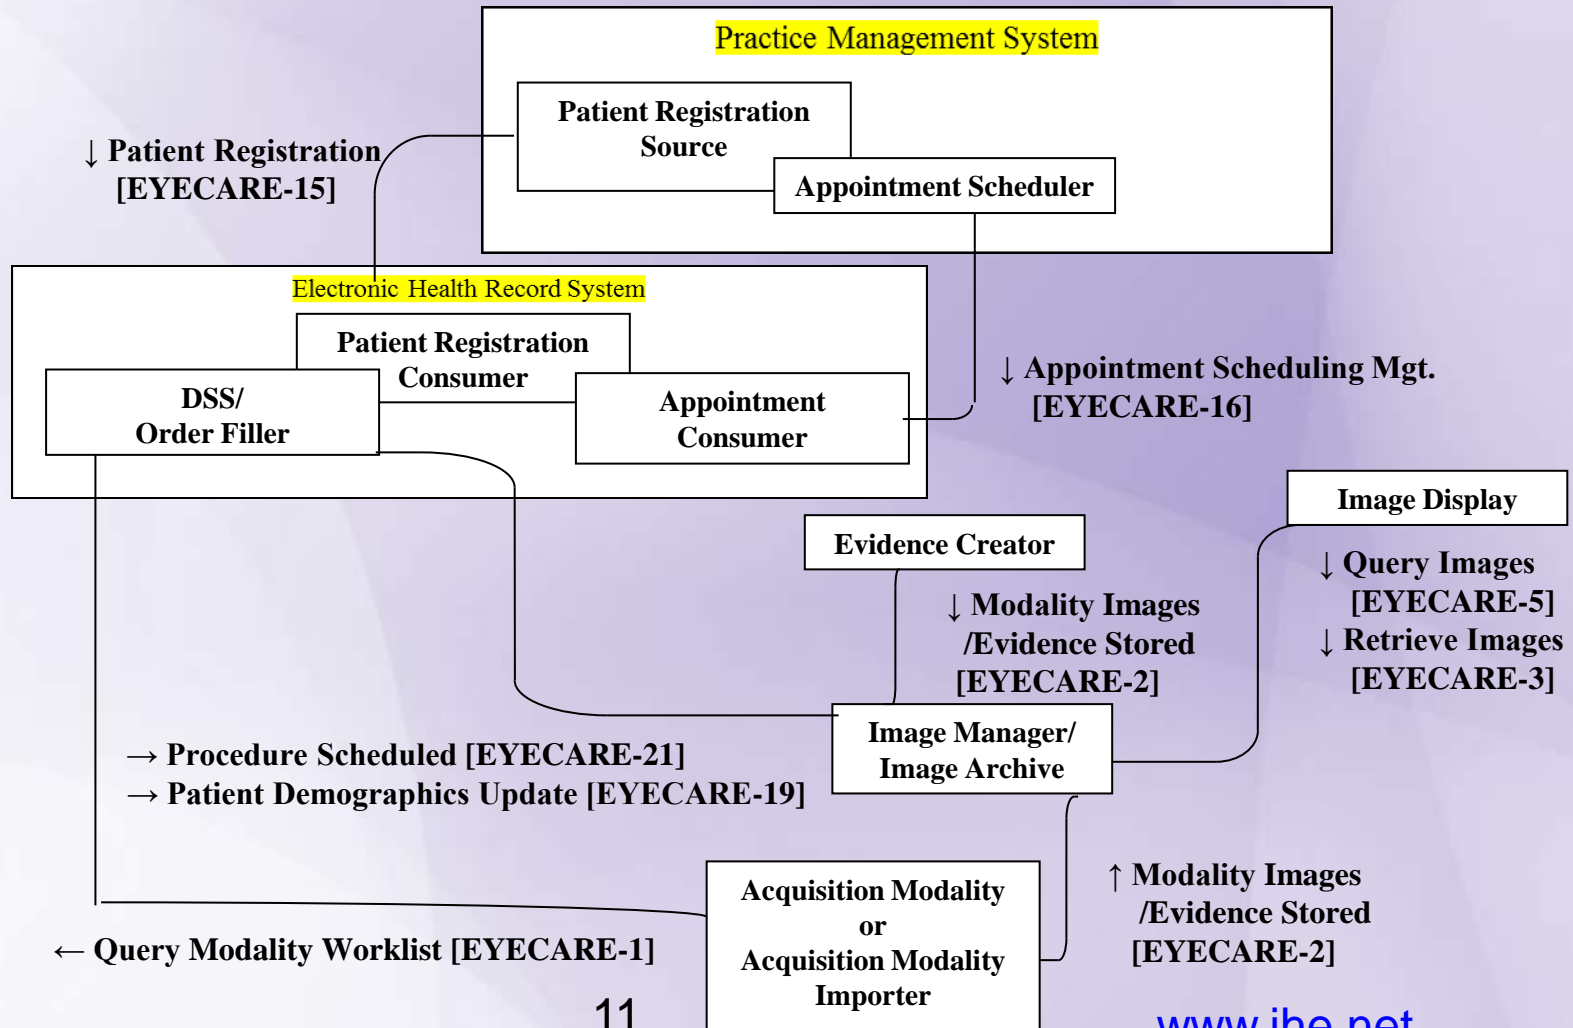 Practice Management System
Patient Registration
Source
Appointment Scheduler
↓ Patient Registration
[EYECARE-15]
Electronic Health Record System
Patient Registration
Consumer
DSS/
Order Filler
Appointment
Consumer
↓ Appointment Scheduling Mgt.
[EYECARE-16]
Image Display
Evidence Creator
↓ Query Images
[EYECARE-5]
↓ Retrieve Images
[EYECARE-3]
↓ Modality Images
/Evidence Stored
[EYECARE-2]
Image Manager/
Image Archive
→ Procedure Scheduled [EYECARE-21]
→ Patient Demographics Update [EYECARE-19]
Acquisition Modality
or
Acquisition Modality
Importer
↑ Modality Images
/Evidence Stored
[EYECARE-2]
← Query Modality Worklist [EYECARE-1]
11
www.ihe.net